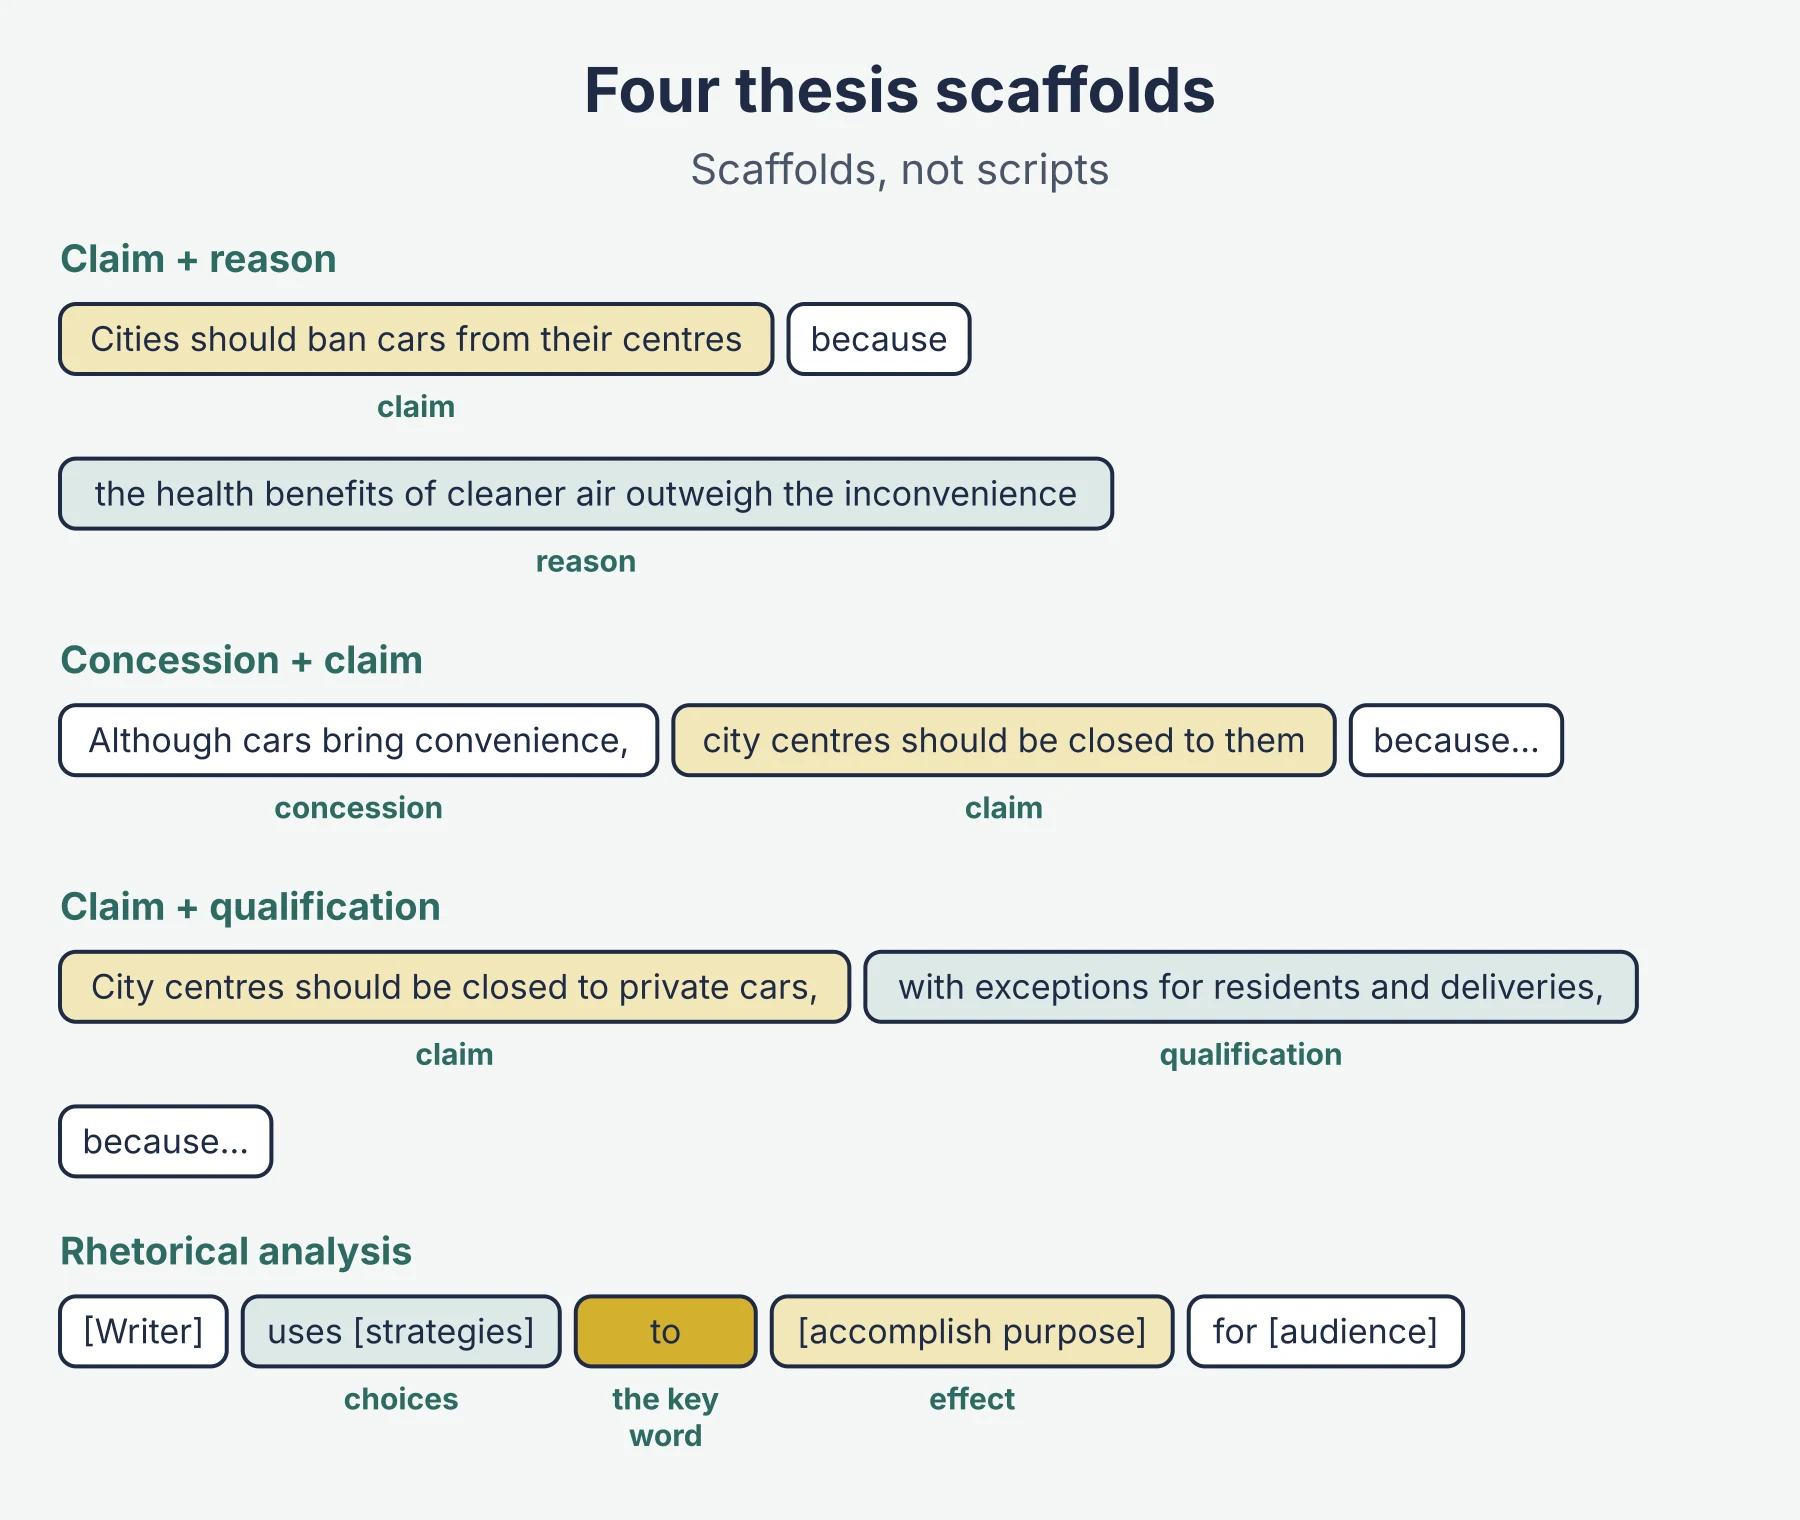 Four thesis scaffolds
Scaffolds, not scripts
Claim + reason
Cities should ban cars from their centres because
claim
the health benefits of cleaner air outweigh the inconvenience
reason
Concession + claim
Although cars bring convenience, city centres should be closed to them because...
concession claim
Claim + qualification
City centres should be closed to private cars, with exceptions for residents and deliveries,
claim qualification
because...
Rhetorical analysis
[Writer] uses [strategies] to [accomplish purpose] for [audience]
choices the key effect
word